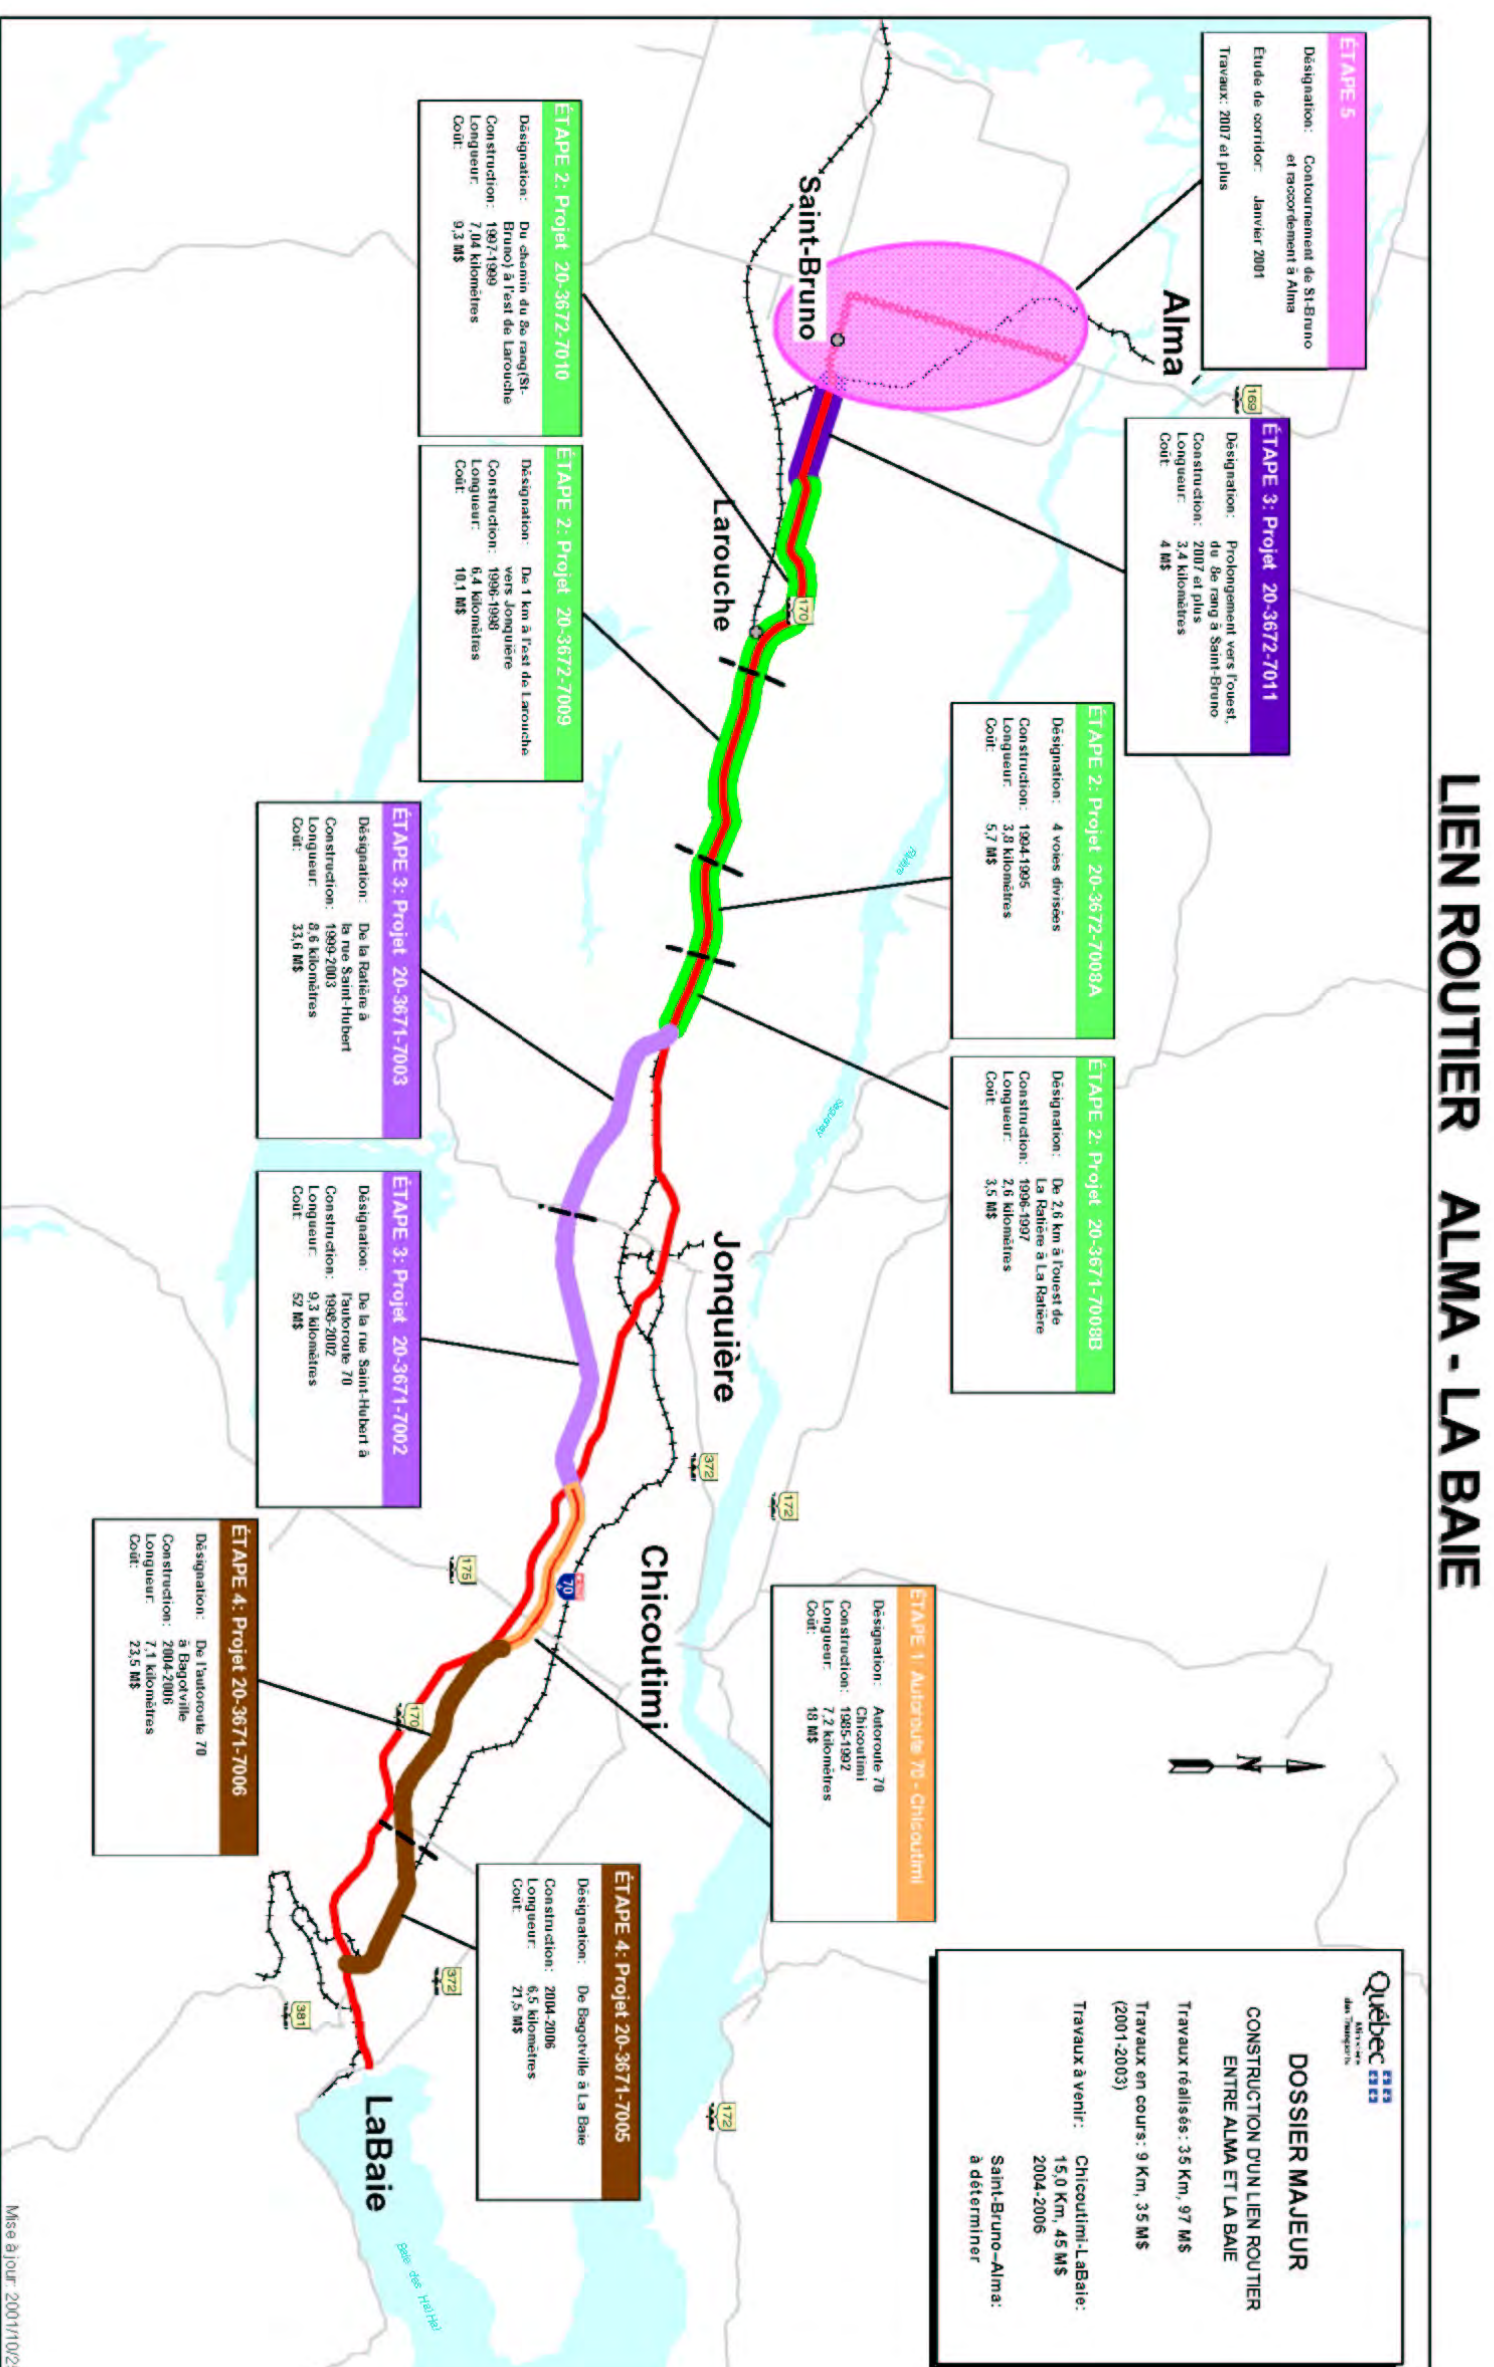 LIEN ROUTIER ALMA - LA BAIE
ÉTAPE 5
Désignation: Contournement de St-Bruno
et raccordement à Alma
Étude de corridor: Janvier 2001
Travaux: 2007 et plus
ÉTAPE 3: Projet 20-3672-7011
Désignation: Prolongement vers l'ouest,
du 8e rang à Saint-Bruno
Construction: 2007 et plus
Longueur: 3,4 kilomètres
Coût: 4 M$
ÉTAPE 2: Projet 20-3672-7008A
Désignation: 4 voies divisées
Construction: 1994-1995
Longueur: 3,8 kilomètres
Coût: 5,7 M$
ÉTAPE 2: Projet 20-3671-7008B
Désignation: De 2,6 km à l'ouest de
La Ratière à La Ratière
Construction: 1996-1997
Longueur: 2,6 kilomètres
Coût: 3,5 M$
ÉTAPE 1: Autoroute 70 - Chicoutimi
Désignation: Autoroute 70
Chicoutimi
Construction: 1985-1992
Longueur: 7,2 kilomètres
Coût: 18 M$
N
Québec
Ministère
des Transports
DOSSIER MAJEUR
CONSTRUCTION D'UN LIEN ROUTIER
ENTRE ALMA ET LA BAIE
Travaux réalisés: 35 Km, 97 M$
Travaux en cours: 9 Km, 35 M$
(2001-2003)
Travaux à venir: Chicoutimi-LaBaie:
15,0 Km, 45 M$
2004-2006
Saint-Bruno–Alma:
à déterminer
Alma
169
Saint-Bruno
Larouche
170
Rivière
Saguenay
Jonquière
372
172
Chicoutimi
70
175
170
372
381
172
LaBaie
Baie des Ha! Ha!
ÉTAPE 2: Projet 20-3672-7010
Désignation: Du chemin du 8e rang(St-
Bruno) à l'est de Larouche
Construction: 1997-1999
Longueur: 7,04 kilomètres
Coût: 9,3 M$
ÉTAPE 2: Projet 20-3672-7009
Désignation: De 1 km à l'est de Larouche
vers Jonquière
Construction: 1996-1998
Longueur: 6,4 kilomètres
Coût: 10,1 M$
ÉTAPE 3: Projet 20-3671-7003
Désignation: De la Ratière à
la rue Saint-Hubert
Construction: 1999-2003
Longueur: 8,6 kilomètres
Coût: 33,6 M$
ÉTAPE 3: Projet 20-3671-7002
Désignation: De la rue Saint-Hubert à
l'autoroute 70
Construction: 1998-2002
Longueur: 9,3 kilomètres
Coût: 52 M$
ÉTAPE 4: Projet 20-3671-7006
Désignation: De l'autoroute 70
à Bagotville
Construction: 2004-2006
Longueur: 7,1 kilomètres
Coût: 23,5 M$
ÉTAPE 4: Projet 20-3671-7005
Désignation: De Bagotville à La Baie
Construction: 2004-2006
Longueur: 6,5 kilomètres
Coût: 21,5 M$
Mise à jour: 2001/10/2